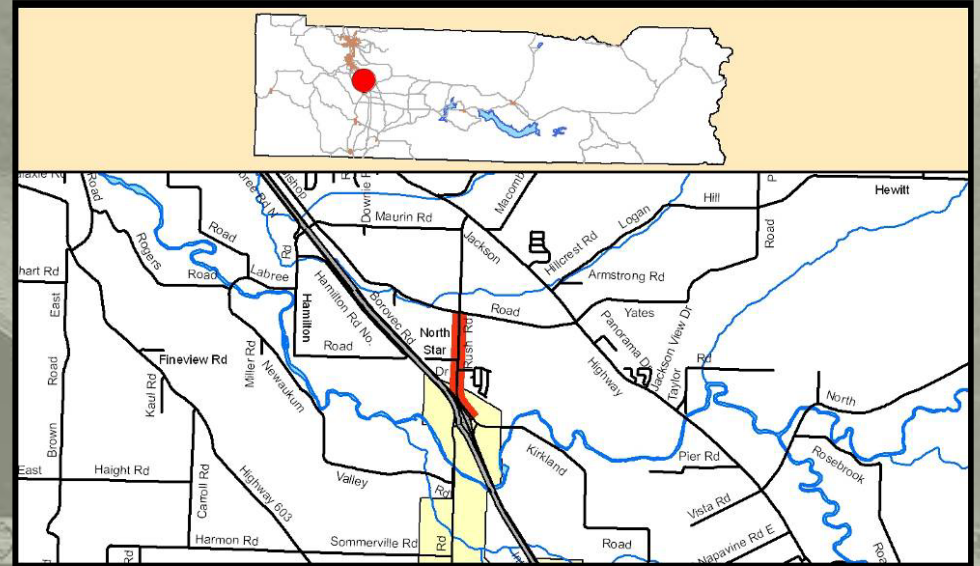 Maurin Rd
Jackson
Macomb
Hillcrest Rd
Logan
Hill
Hewitt
Road
Armstrong Rd
Rogers
Road
Road
Labree
Rd
Hamilton
Hamilton Rd No.
Borovec Rd
Road
Road
North
Star
Dr
Rush Rd
Yates
Panorama Dr
Jackson View Dr
Highway
Taylor
Rd
East
Road
Brown
Fineview Rd
Kaul Rd
Miller Rd
Newaukum
Valley
Rd
Kirkland
Road
North
Rosebrook
Pier Rd
Vista Rd
Napavine Rd E
East
Haight Rd
Carroll Rd
Highway 603
Harmon Rd
Sommerville Rd
Rd
Rd
Road